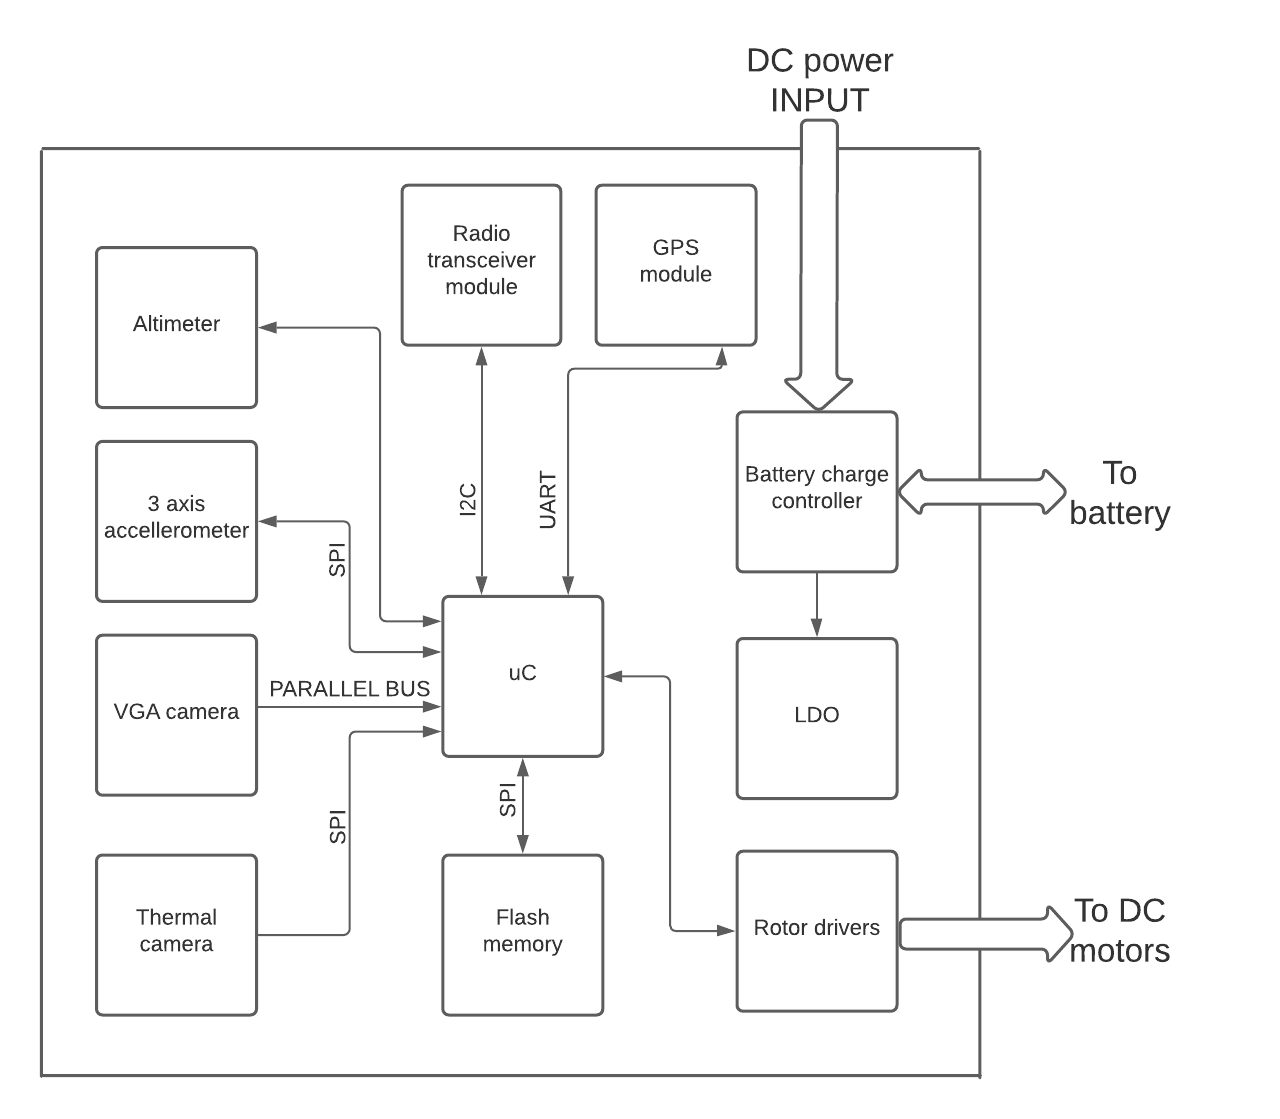 DC power
INPUT
Radio
transceiver
module
GPS
module
Altimeter
Battery charge
controller
To
battery
3 axis
accellerometer
SPI
I2C
UART
uC
PARALLEL BUS
VGA camera
LDO
SPI
SPI
Thermal
camera
Flash
memory
Rotor drivers
To DC
motors